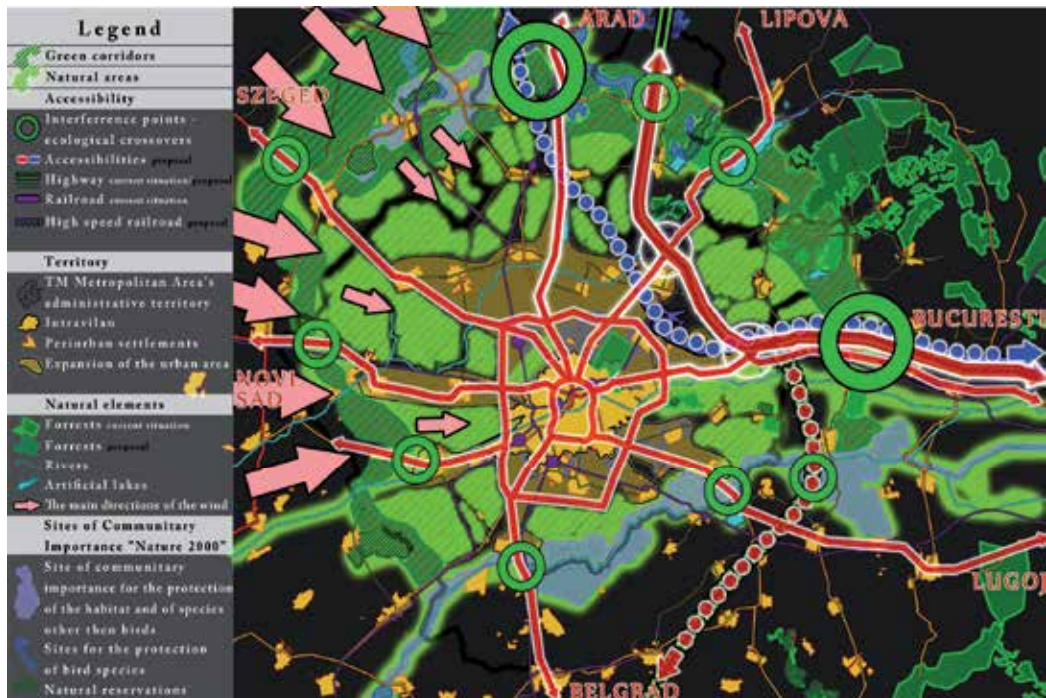 Legend
Green corridors
Natural areas
Accessibility
Interference points -
ecological crossovers
Accessibilities proposal
Highway current situation/proposal
Railroad current situation
High speed railroad proposal
Territory
TM Metropolitan Area's
administrative territory
Intravilan
Periorban settlements
Expansion of the urban area
Natural elements
Forrests current situation
Forrests proposal
Rivers
Artificial lakes
The main directions of the wind
Sites of Communitary
Importance "Nature 2000"
Site of communitary
importance for the protection
of the habitat and of species
other then birds
Sites for the protection
of bird species
Natural reservations
ARAD
LIPOVA
SZEGED
BUCURESTI
NOVI
SAD
LUGOJ
BELGRAD